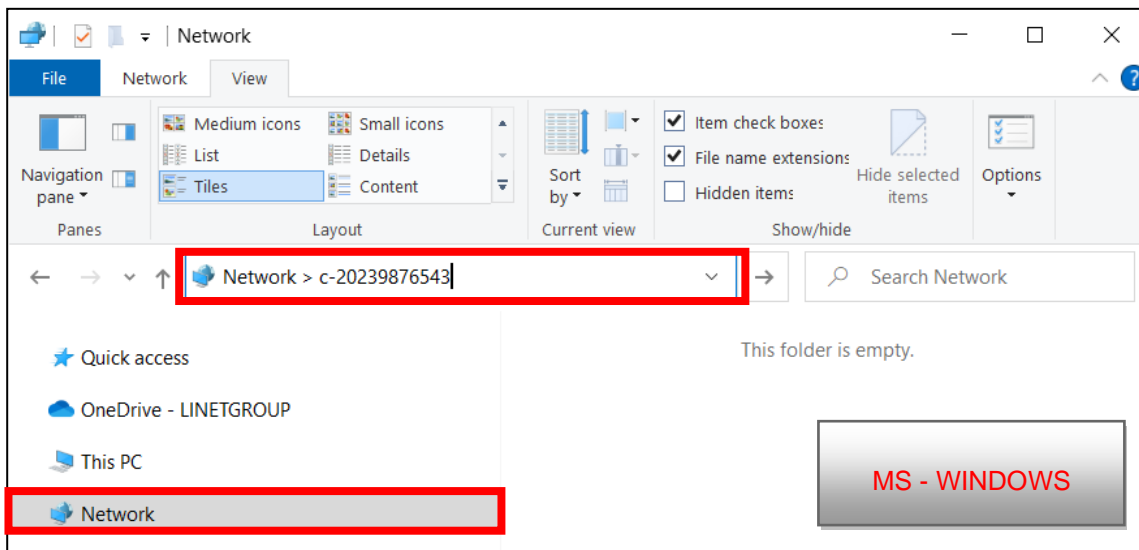 Network
File Network View
Navigation pane
Medium icons Small icons
List Details
Tiles Content
Sort by
Item check boxes
File name extensions
Hidden items
Hide selected items
Options
Panes Layout Current view Show/hide
Network > c-20239876543
Search Network
Quick access
This folder is empty.
OneDrive - LINETGROUP
This PC
MS - WINDOWS
Network